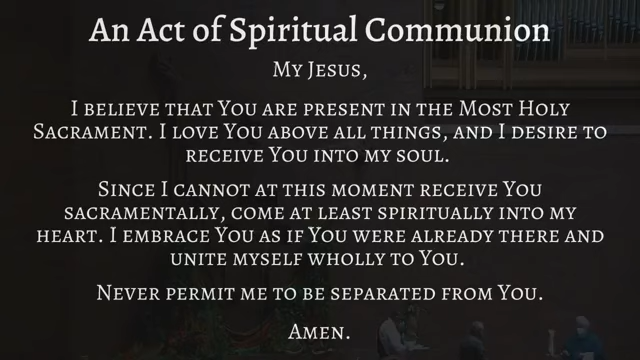 An Act of Spiritual Communion
My Jesus,
I believe that You are present in the Most Holy
Sacrament. I love You above all things, and I desire to
receive You into my soul.
Since I cannot at this moment receive You
sacramentally, come at least spiritually into my
heart. I embrace You as if You were already there and
unite myself wholly to You.
Never permit me to be separated from You.
Amen.